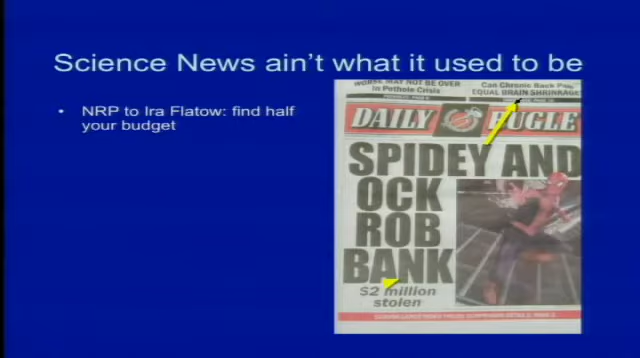 Science News ain't what it used to be
• NRP to Ira Flatow: find half
your budget
WORSE MAY NOT BE OVER
in Pothole Crisis
Can Chronic Back Pain
EQUAL BRAIN SHRINKAGE
DAILY BUGLE
SPIDEY AND
OCK
ROB
BANK
$2 million
stolen